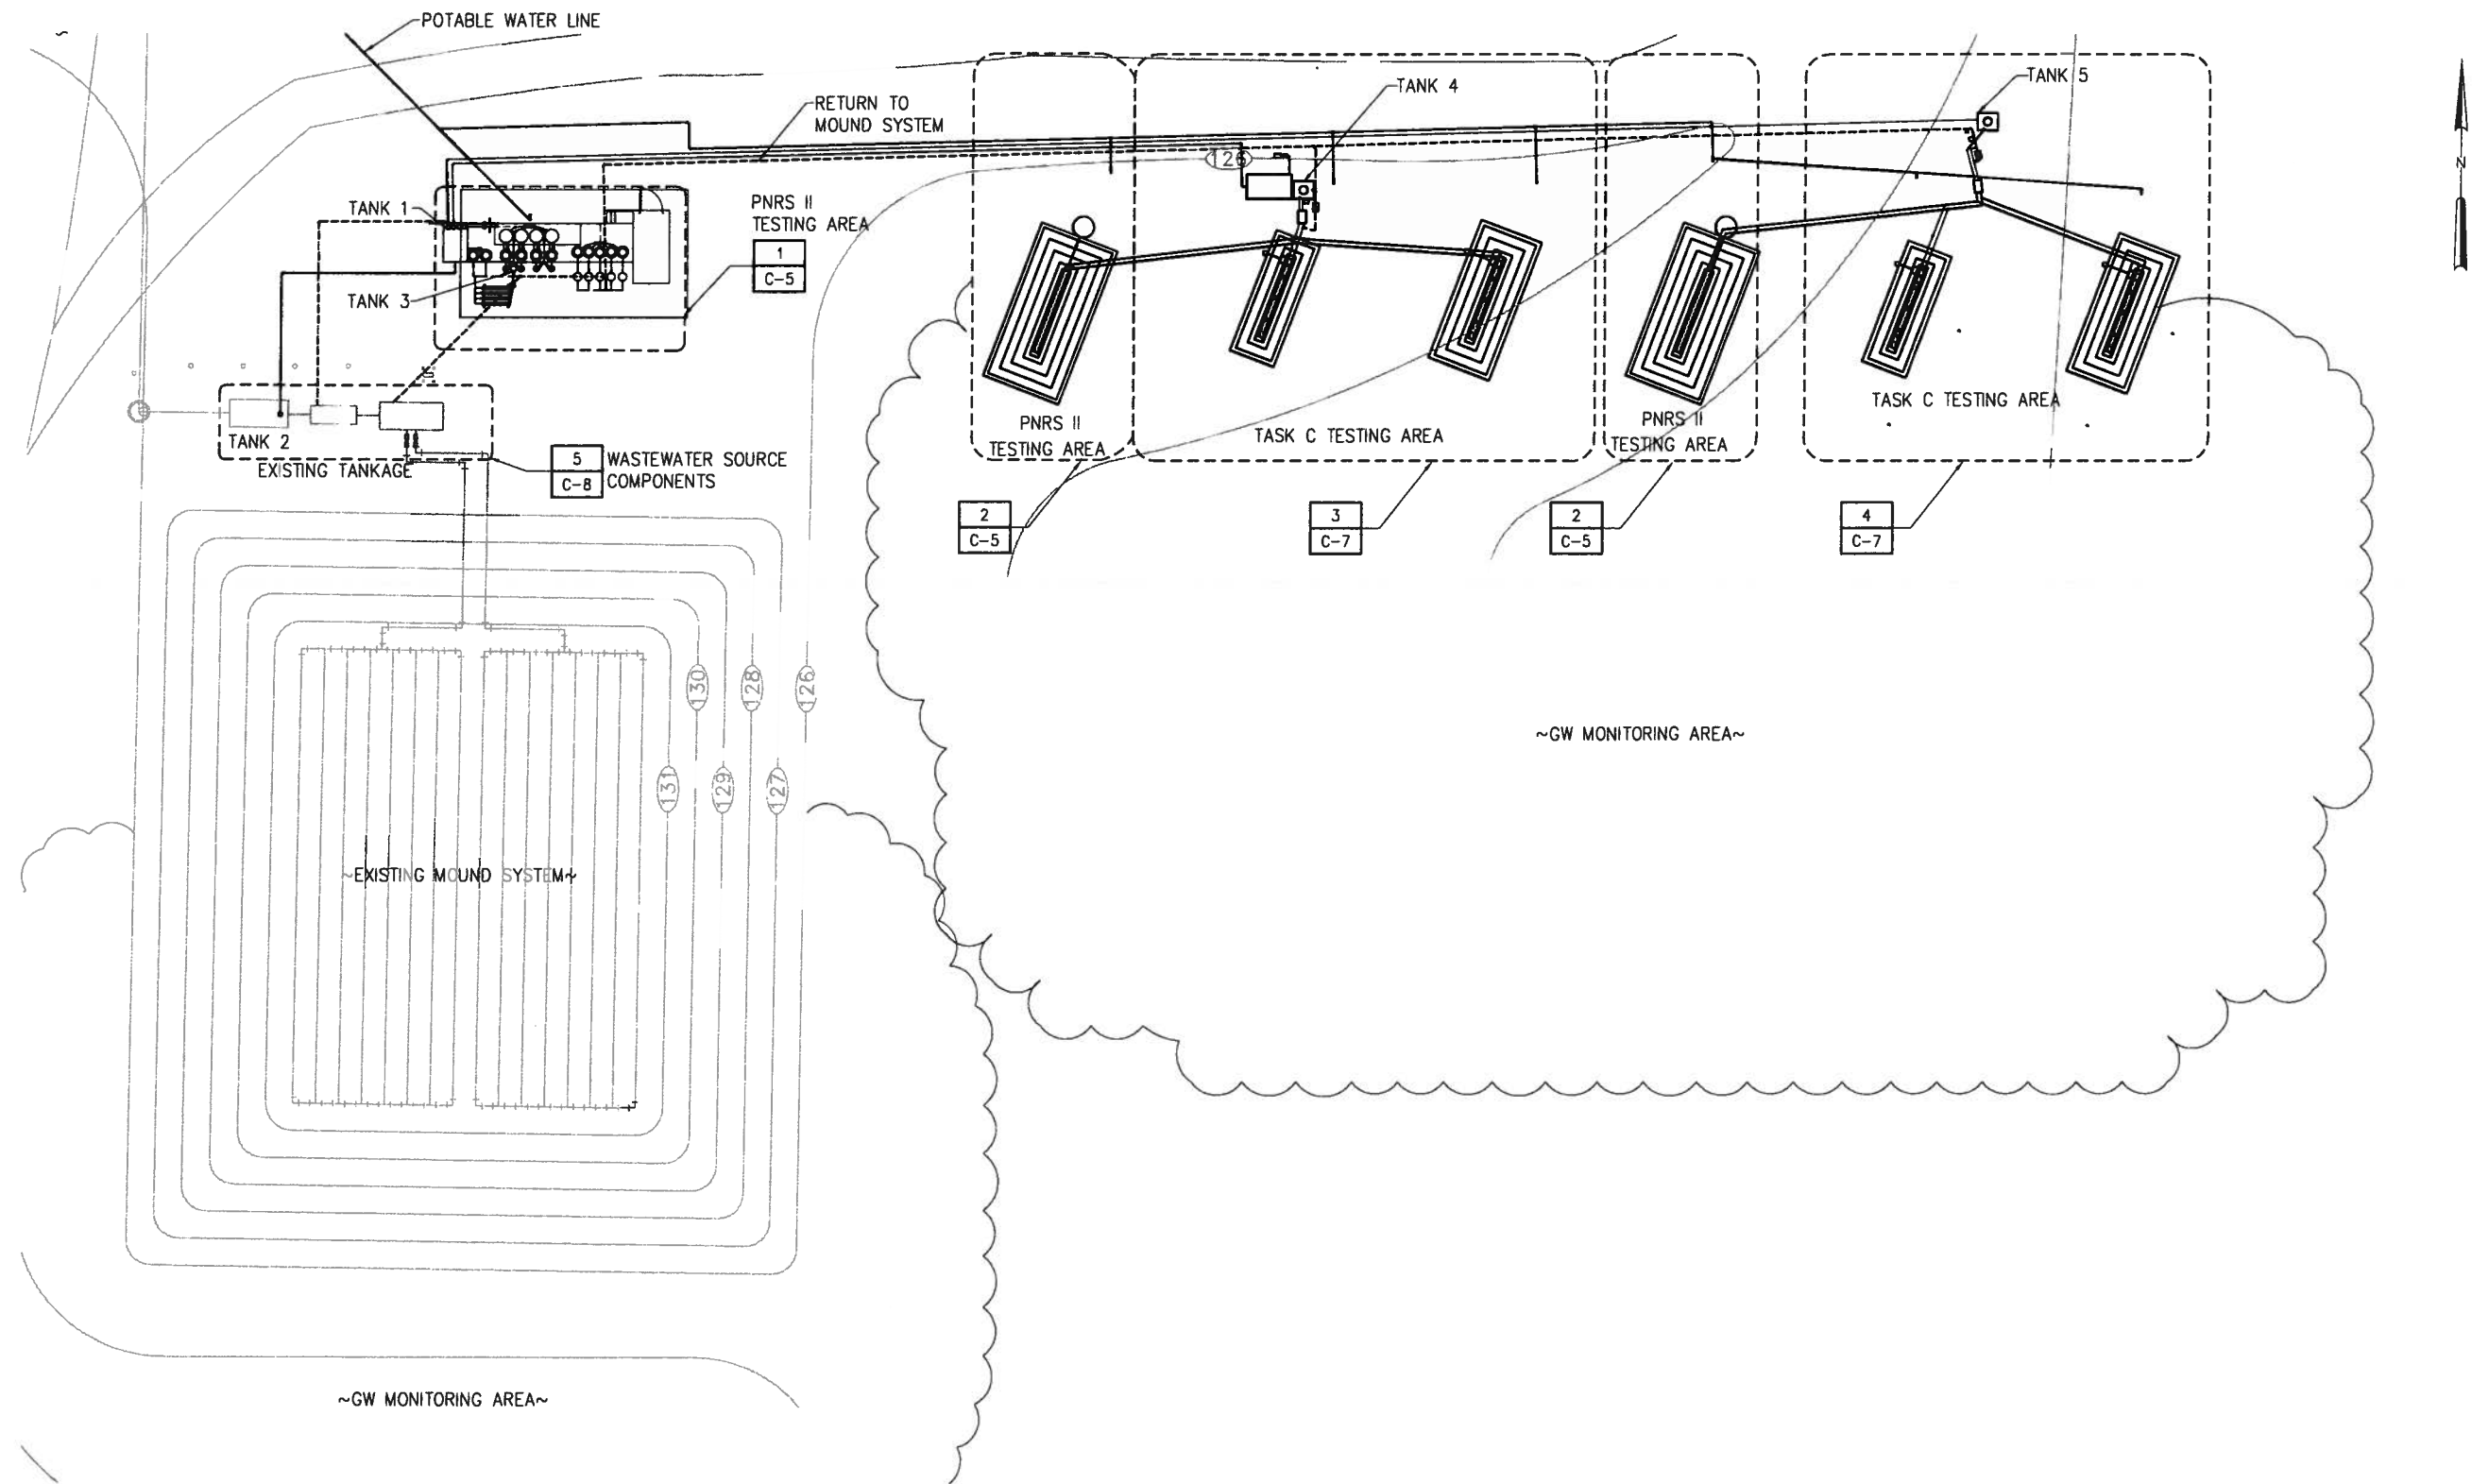 POTABLE WATER LINE
RETURN TO
MOUND SYSTEM
TANK 4
TANK 5
N
126
TANK 1
PNRS II
TESTING AREA
1
C-5
TANK 3
TANK 2
EXISTING TANKAGE
5
C-8
WASTEWATER SOURCE
COMPONENTS
PNRS II
TESTING AREA
TASK C TESTING AREA
PNRS II
TESTING AREA
TASK C TESTING AREA
2
C-5
3
C-7
2
C-5
4
C-7
130
128
126
131
129
127
~GW MONITORING AREA~
~EXISTING MOUND SYSTEM~
~GW MONITORING AREA~